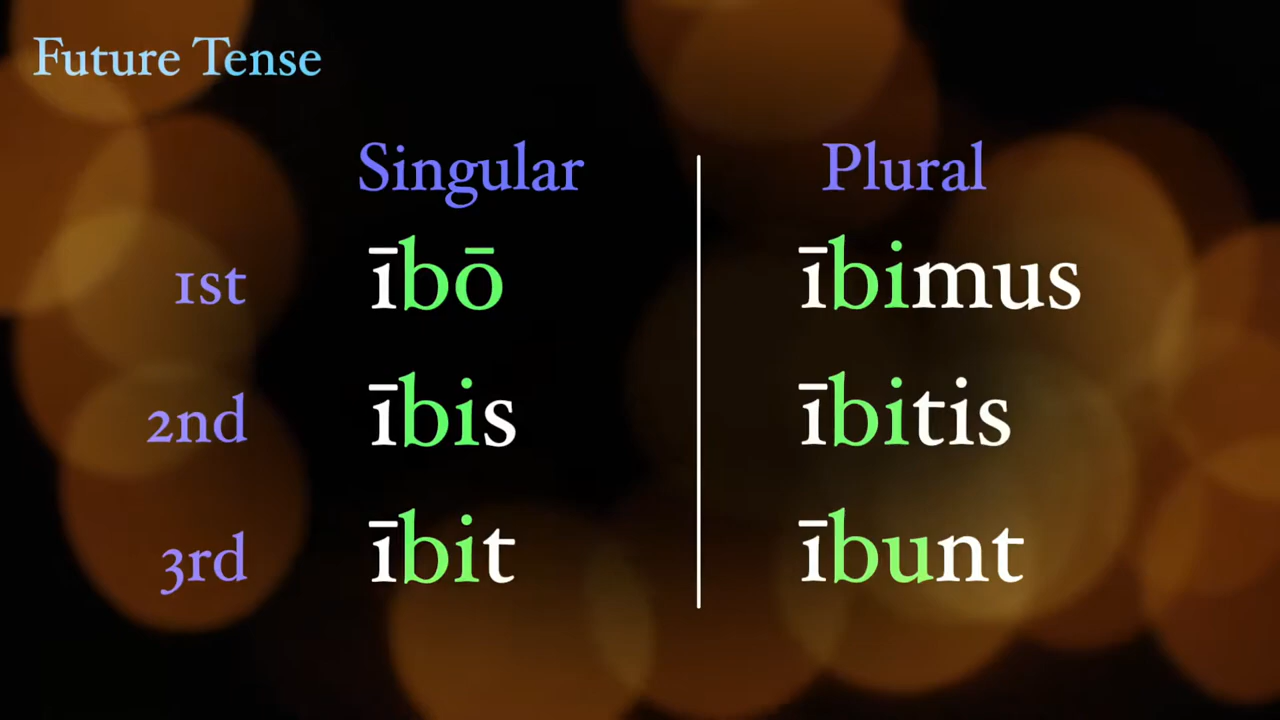 Future Tense
Singular Plural
1st ībō ībimus
2nd ībis ībitis
3rd ībit ībunt